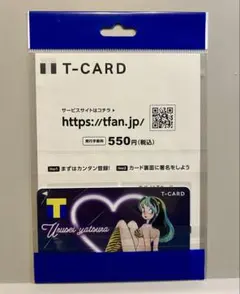 T-CARD
サービスサイトはコチラ▶
https://tfan.jp/
発行手数料 550円(税込)
Step1 まずはカンタン登録! Step2 カード裏面に署名をしよう
T
T-CARD
Urusei yatsura